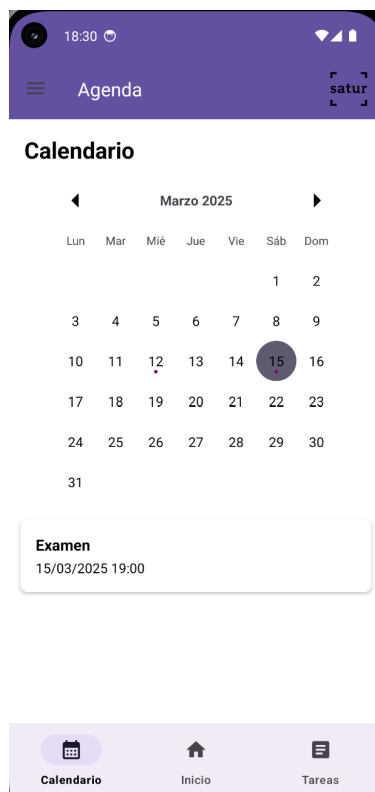 18:30
Agenda
satur
Calendario
Marzo 2025
Lun Mar Mié Jue Vie Sáb Dom
1 2
3 4 5 6 7 8 9
10 11 12 13 14 15 16
17 18 19 20 21 22 23
24 25 26 27 28 29 30
31
Examen
15/03/2025 19:00
Calendario Inicio Tareas